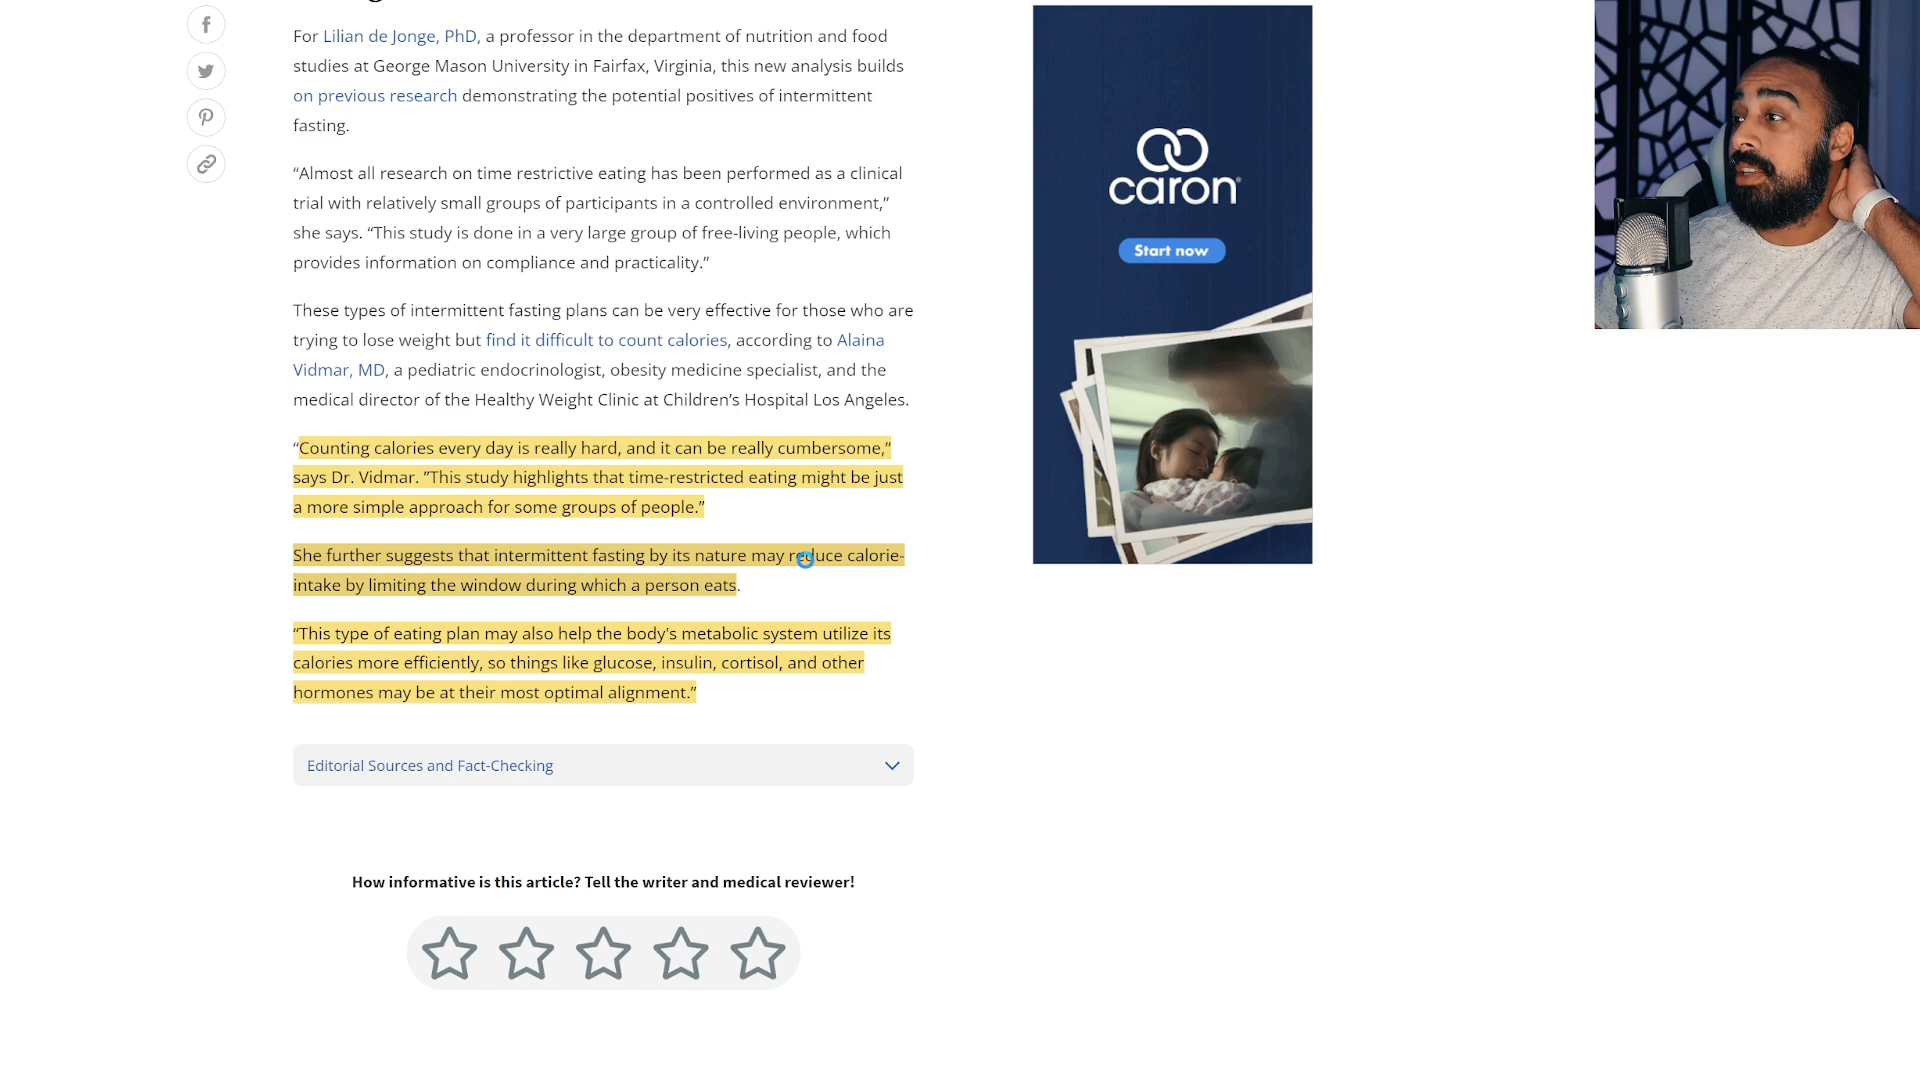 For Lilian de Jonge, PhD, a professor in the department of nutrition and food
studies at George Mason University in Fairfax, Virginia, this new analysis builds
on previous research demonstrating the potential positives of intermittent
fasting.
“Almost all research on time restrictive eating has been performed as a clinical
trial with relatively small groups of participants in a controlled environment,”
she says. “This study is done in a very large group of free-living people, which
provides information on compliance and practicality.”
These types of intermittent fasting plans can be very effective for those who are
trying to lose weight but find it difficult to count calories, according to Alaina
Vidmar, MD, a pediatric endocrinologist, obesity medicine specialist, and the
medical director of the Healthy Weight Clinic at Children’s Hospital Los Angeles.
“Counting calories every day is really hard, and it can be really cumbersome,”
says Dr. Vidmar. ”This study highlights that time-restricted eating might be just
a more simple approach for some groups of people.”
She further suggests that intermittent fasting by its nature may reduce calorie-
intake by limiting the window during which a person eats.
“This type of eating plan may also help the body’s metabolic system utilize its
calories more efficiently, so things like glucose, insulin, cortisol, and other
hormones may be at their most optimal alignment.”
Editorial Sources and Fact-Checking
How informative is this article? Tell the writer and medical reviewer!
caron
Start now